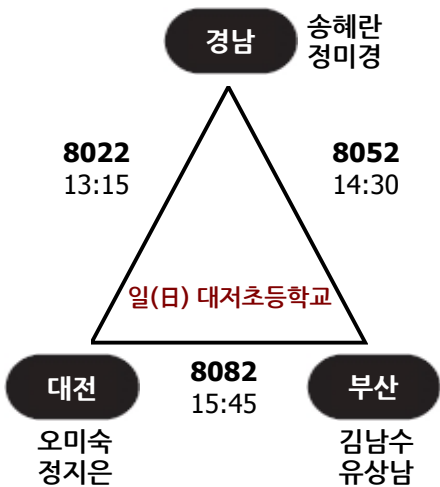 경남
송혜란
정미경
8022
13:15
8052
14:30
일(日) 대저초등학교
대전
8082
15:45
부산
오미숙
정지은
김남수
유상남